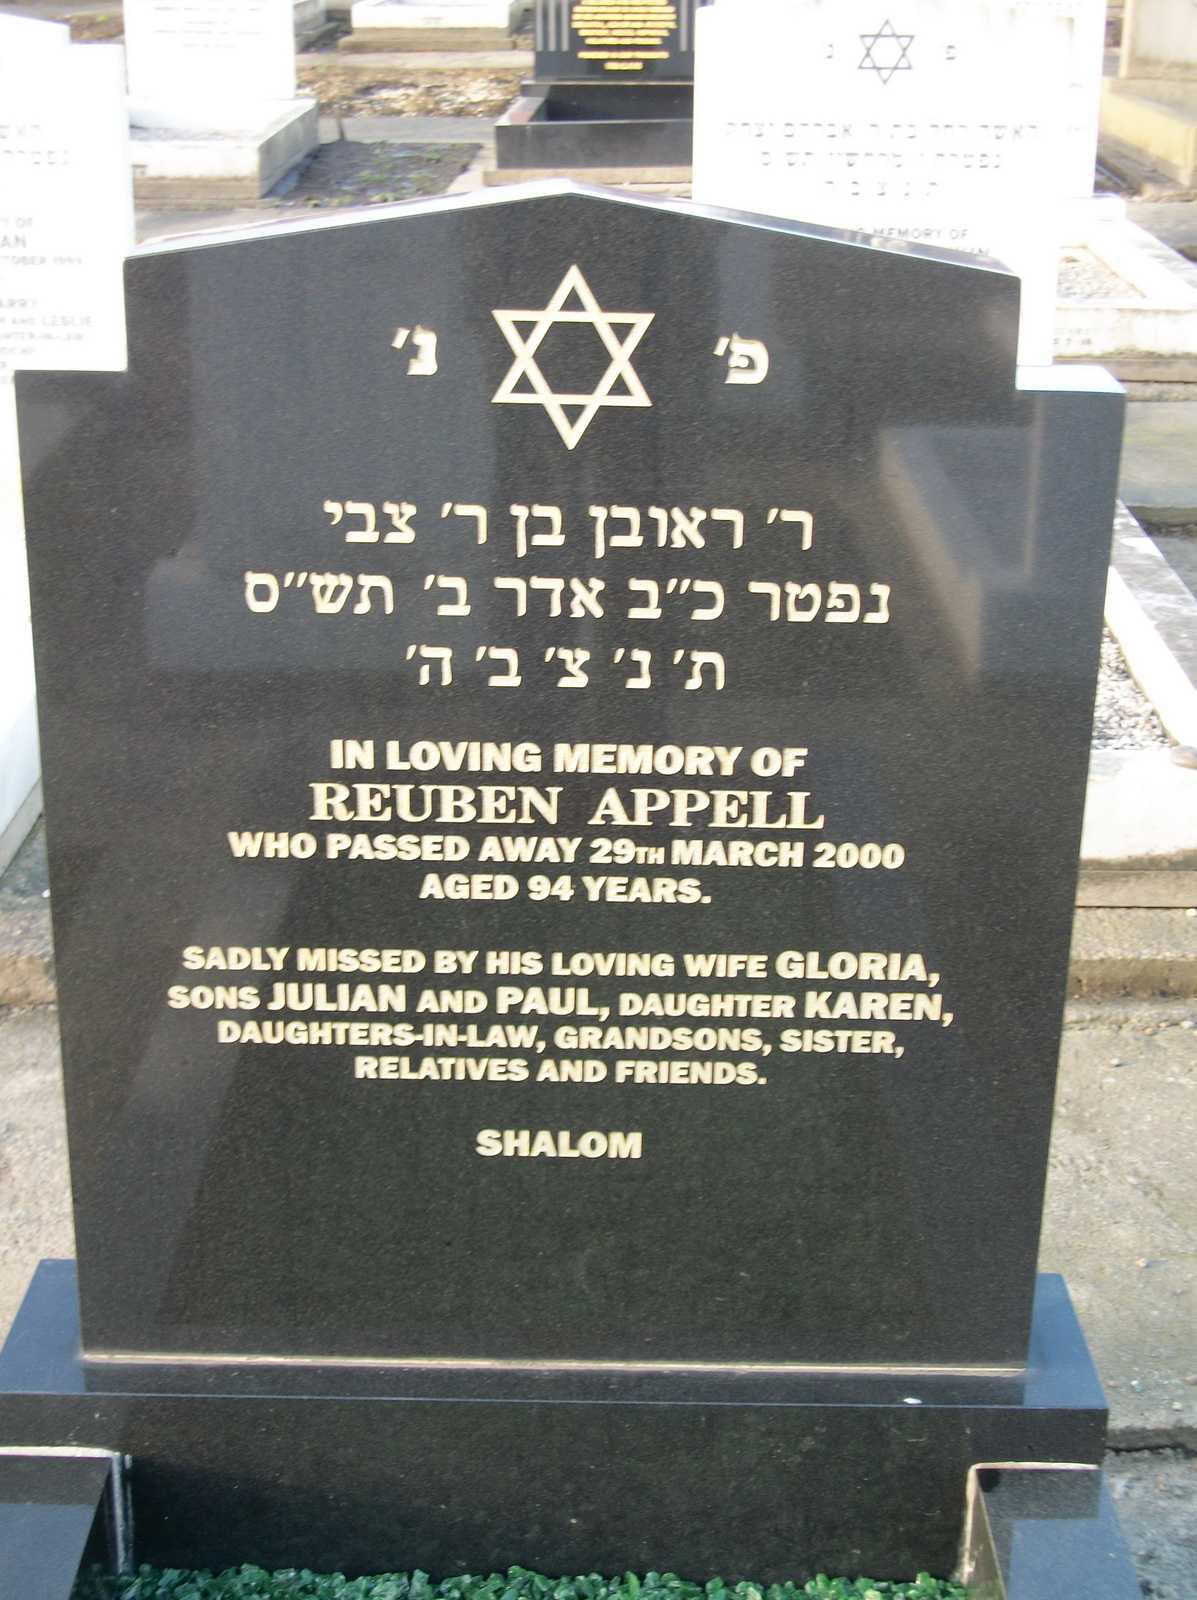 פ׳ נ׳
ר׳ ראובן בן ר׳ צבי
נפטר כ״ב אדר ב׳ תש״ס
ת׳ נ׳ צ׳ ב׳ ה׳
IN LOVING MEMORY OF
REUBEN APPELL
WHO PASSED AWAY 29TH MARCH 2000
AGED 94 YEARS.
SADLY MISSED BY HIS LOVING WIFE GLORIA,
SONS JULIAN AND PAUL, DAUGHTER KAREN,
DAUGHTERS-IN-LAW, GRANDSONS, SISTER,
RELATIVES AND FRIENDS.
SHALOM
פ נ
ת נ צ ב ה
MEMORY OF